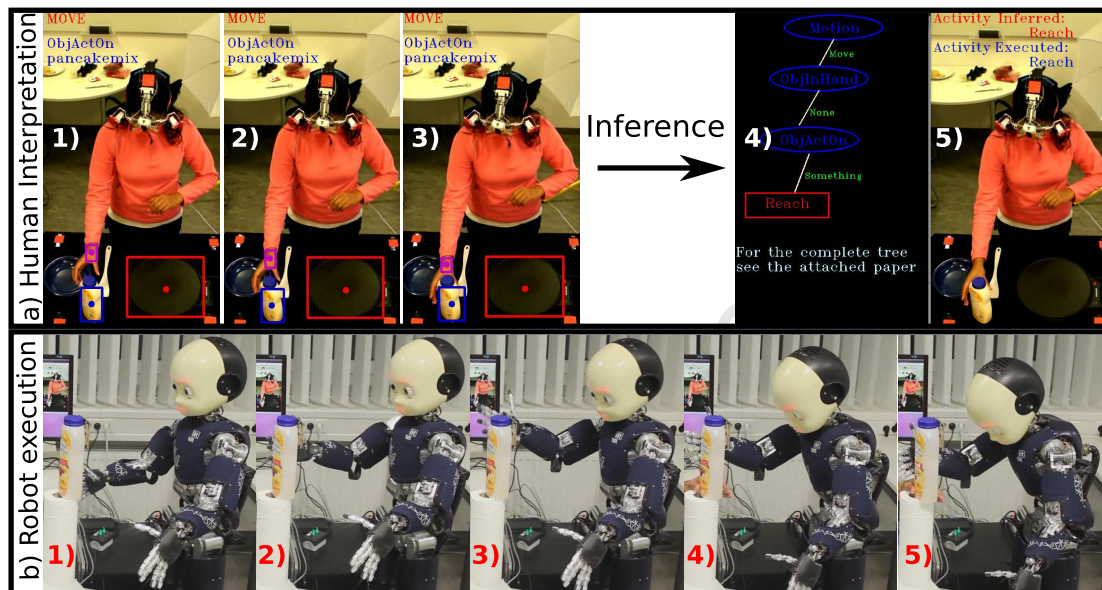 a) Human Interpretation
MOVE
ObjActOn
pancakemix
1)
MOVE
ObjActOn
pancakemix
2)
MOVE
ObjActOn
pancakemix
3)
Inference
4)
Motion
Move
ObjInHand
None
ObjActOn
Something
Reach
For the complete tree
see the attached paper
Activity Inferred:
Reach
Activity Executed:
Reach
5)
b) Robot execution
1)
2)
3)
4)
5)